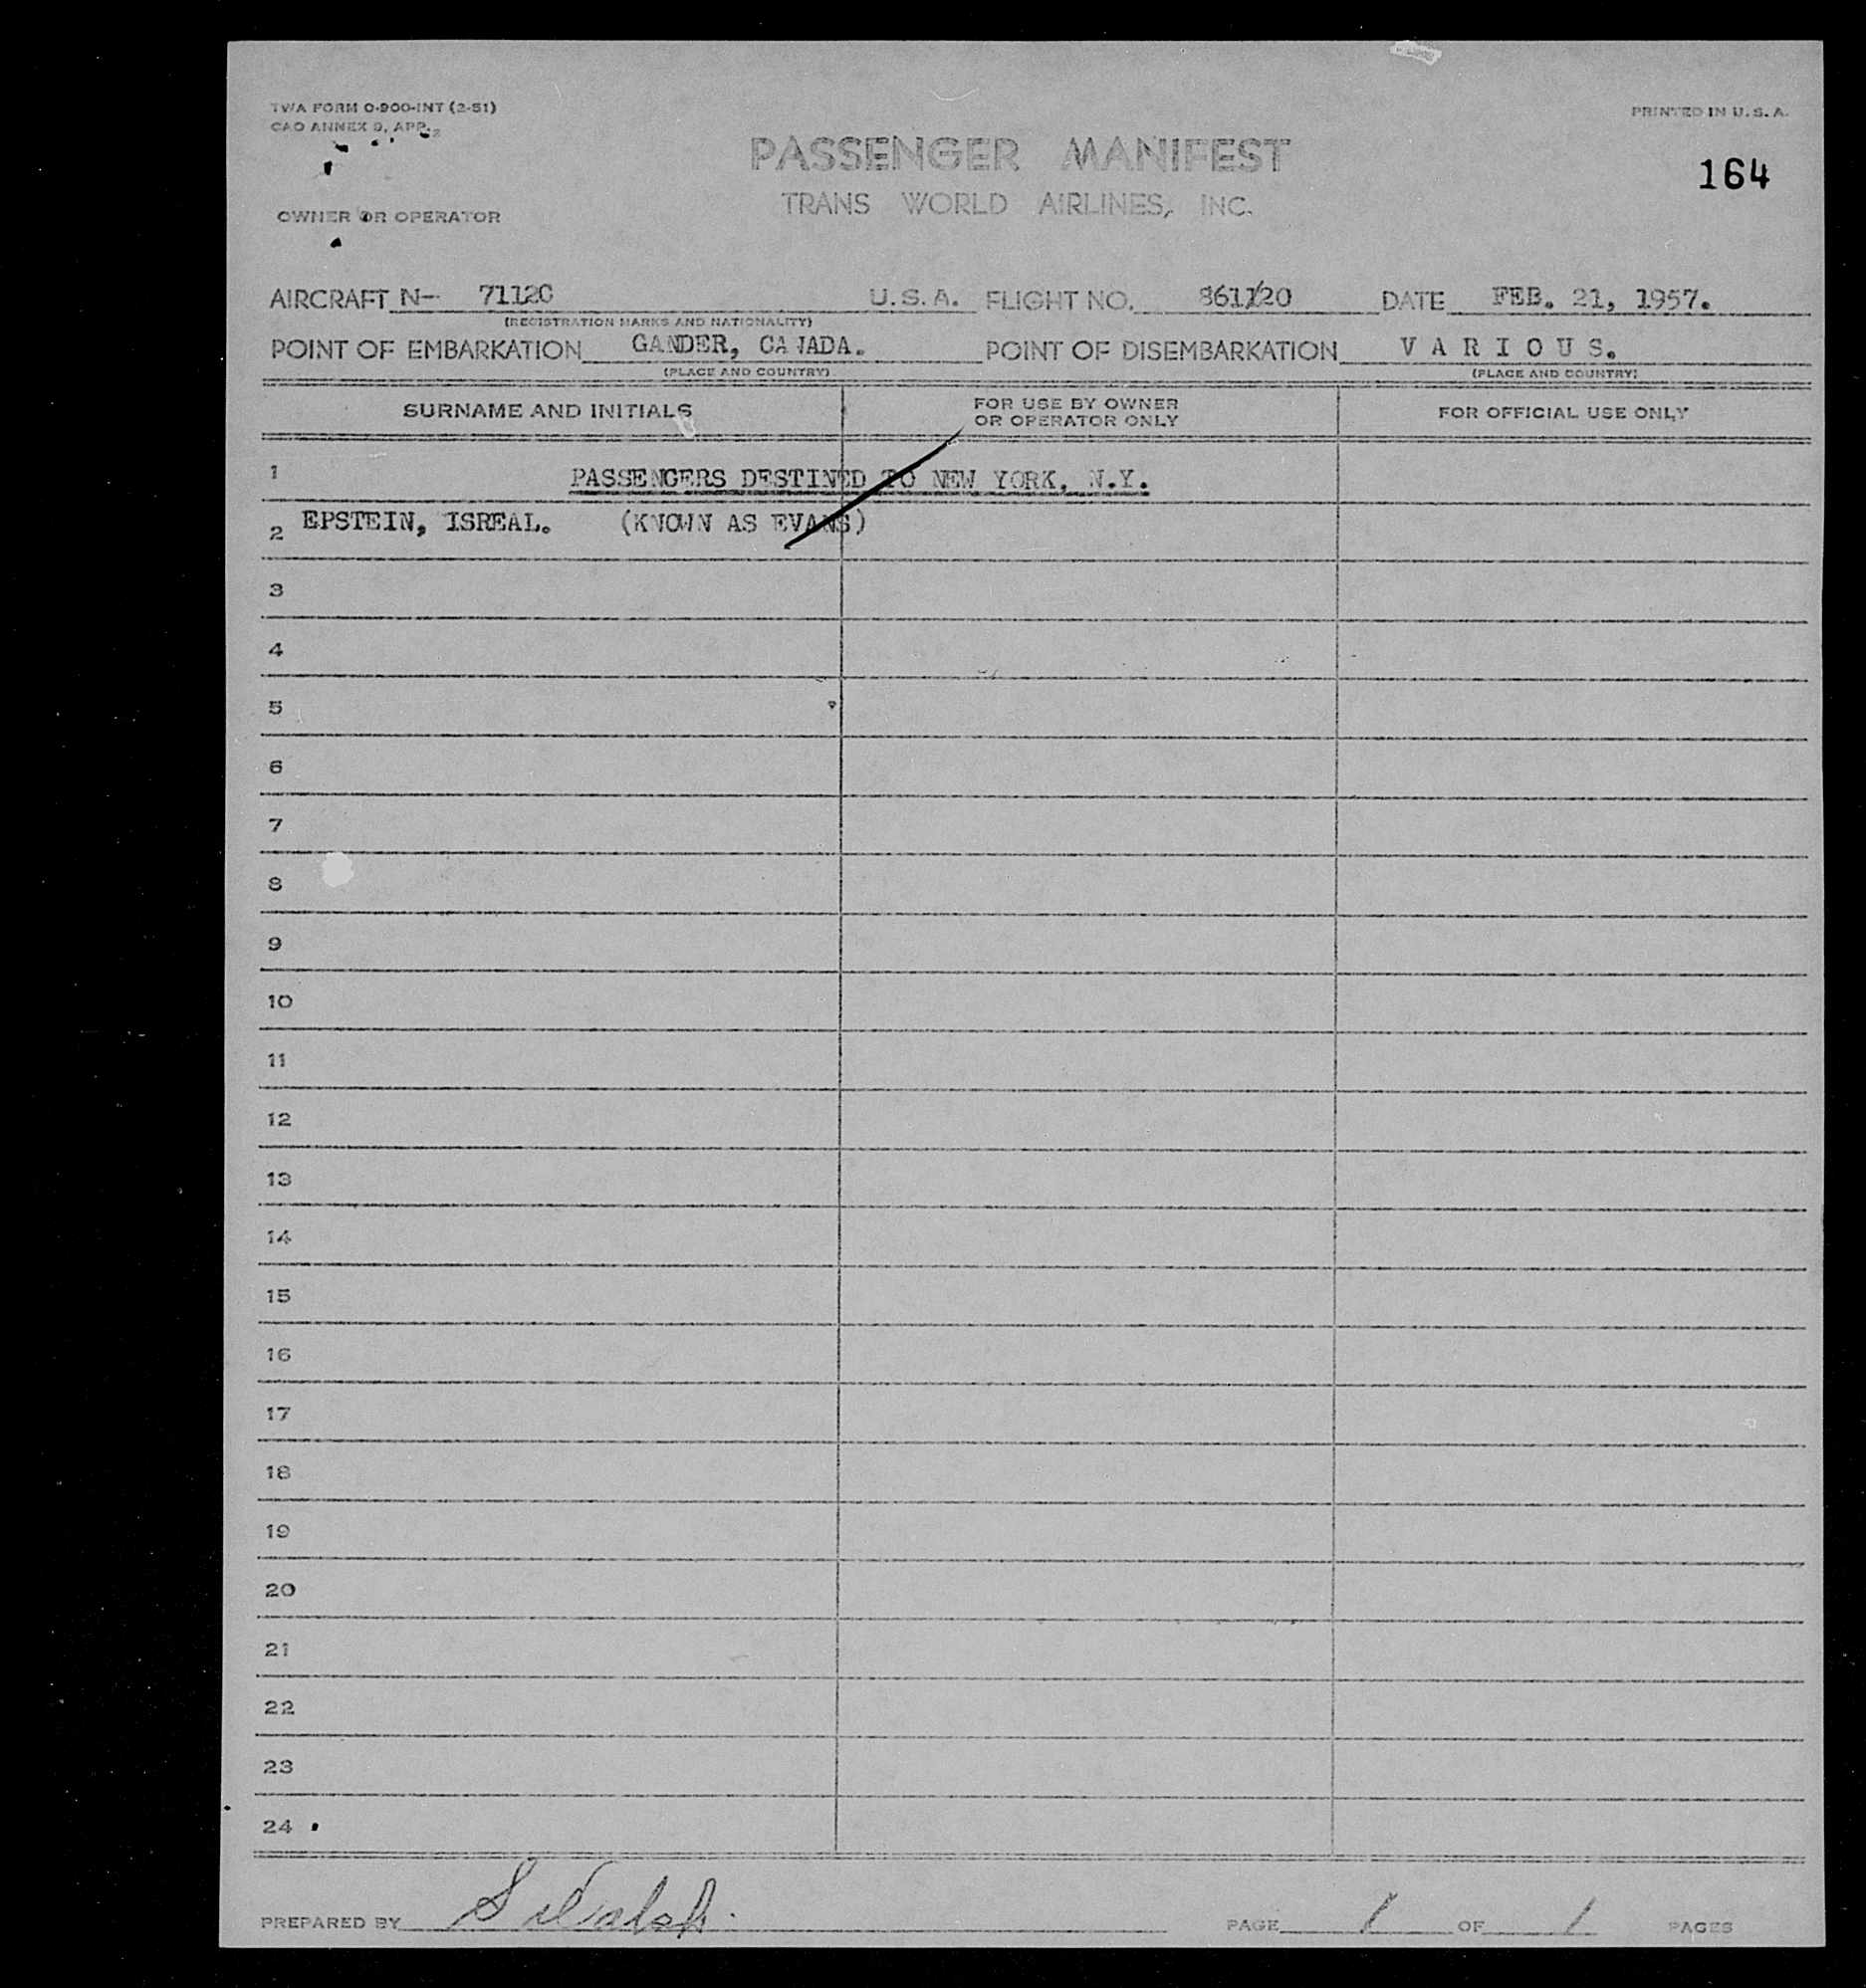 TWA FORM 0-900-INT (2-51)
CAO ANNEX 9, APP. 2
PRINTED IN U.S.A.
PASSENGER MANIFEST
164
TRANS WORLD AIRLINES, INC.
OWNER OR OPERATOR
AIRCRAFT N- 7112C U.S.A. FLIGHT NO. 861/20 DATE FEB. 21, 1957.
(REGISTRATION MARKS AND NATIONALITY)
POINT OF EMBARKATION GANDER, CANADA. POINT OF DISEMBARKATION V A R I O U S.
(PLACE AND COUNTRY) (PLACE AND COUNTRY)
SURNAME AND INITIALS FOR USE BY OWNER OR OPERATOR ONLY FOR OFFICIAL USE ONLY
1 PASSENGERS DESTINED TO NEW YORK, N.Y.
2 EPSTEIN, ISREAL. (KNOWN AS EVANS)
3
4
5
6
7
8
9
10
11
12
13
14
15
16
17
18
19
20
21
22
23
24
PREPARED BY S Walsh. PAGE 1 OF 1 PAGES